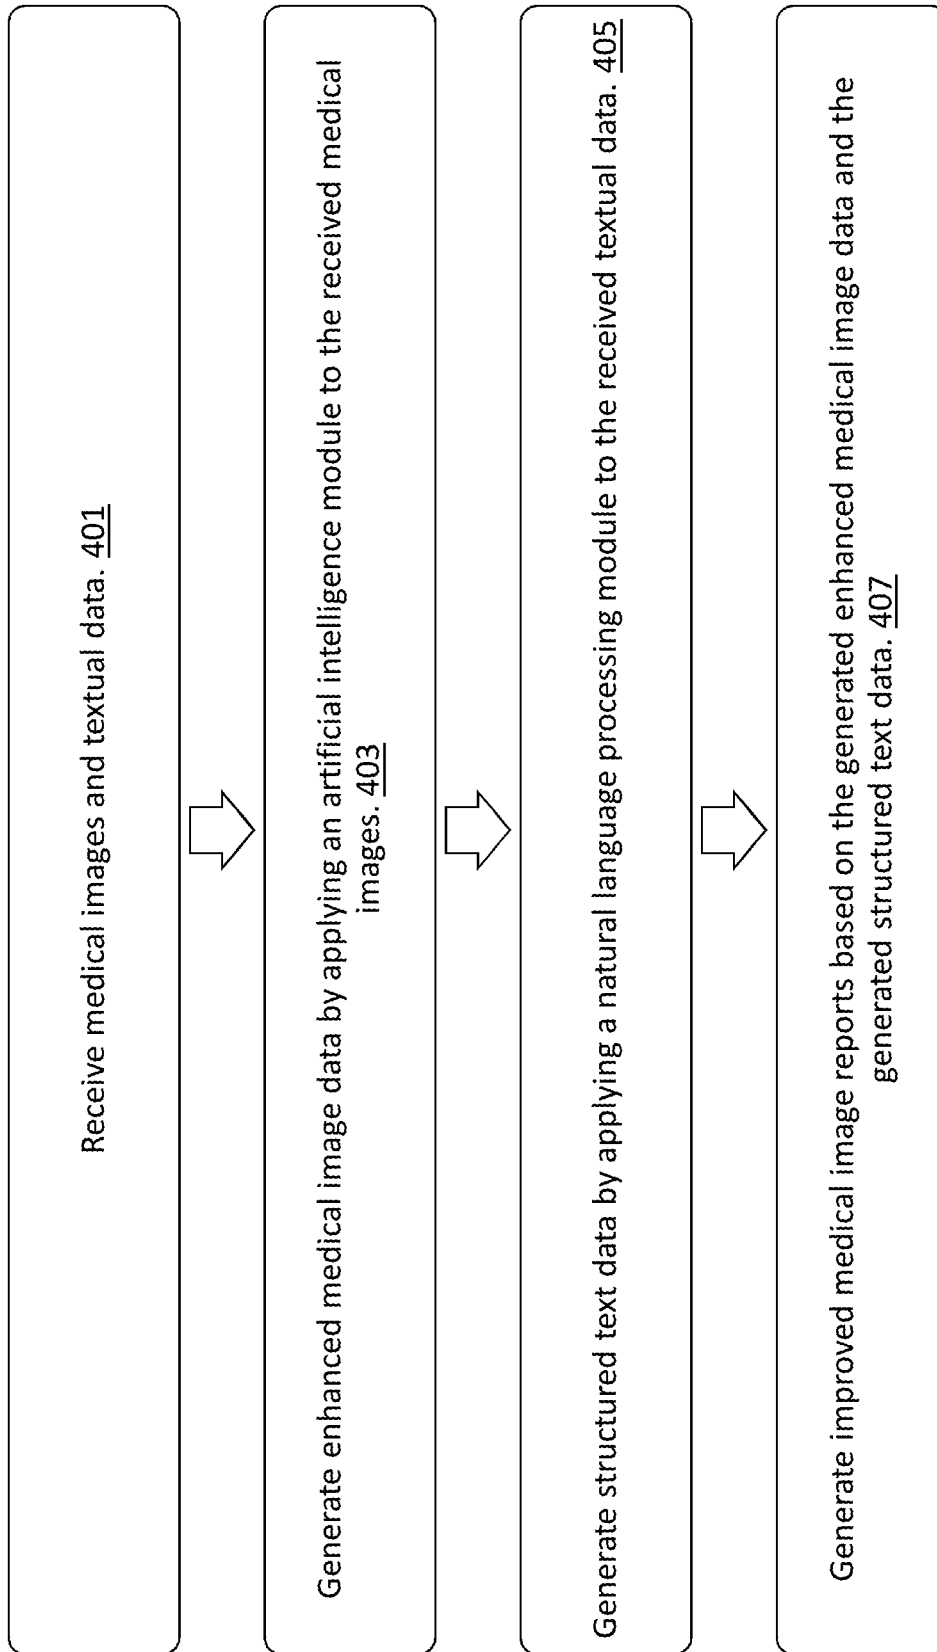 Receive medical images and textual data. 401
Generate enhanced medical image data by applying an artificial intelligence module to the received medical
images. 403
Generate structured text data by applying a natural language processing module to the received textual data. 405
Generate improved medical image reports based on the generated enhanced medical image data and the
generated structured text data. 407